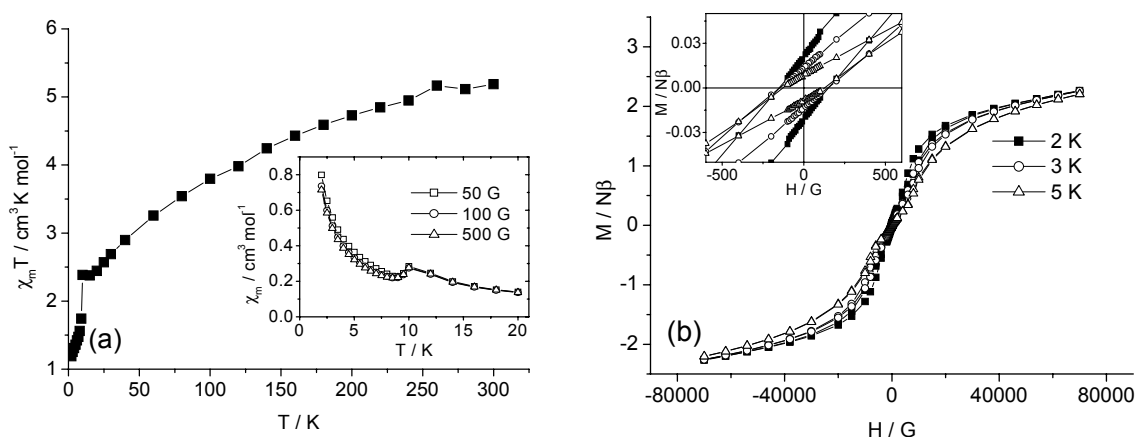 6
5
4
3
2
1
χₘT / cm³ K mol⁻¹
0 50 100 150 200 250 300
T / K
(a)
0.8
0.6
0.4
0.2
0.0
χₘ / cm³ mol⁻¹
0 5 10 15 20
T / K
50 G
100 G
500 G
2
1
0
-1
-2
M / Nβ
-80000 -40000 0 40000 80000
H / G
(b)
2 K
3 K
5 K
0.03
0.00
-0.03
M / Nβ
-500 0 500
H / G